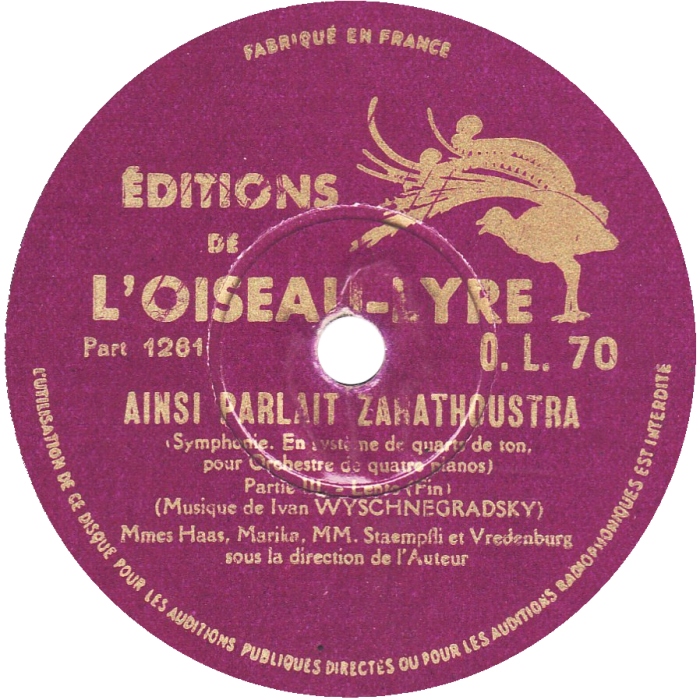 FABRIQUÉ EN FRANCE
ÉDITIONS
DE
L'OISEAU-LYRE
Part 1261
O. L. 70
AINSI PARLAIT ZARATHOUSTRA
(Symphonie. En système de quarts de ton,
pour Orchestre de quatre pianos)
Partie III - Lento (Fin)
(Musique de Ivan WYSCHNEGRADSKY)
Mmes Haas, Marika, MM. Staempfli et Vredenburg
sous la direction de l'Auteur
L'UTILISATION DE CE DISQUE POUR LES AUDITIONS PUBLIQUES DIRECTES OU POUR LES AUDITIONS RADIOPHONIQUES EST INTERDITE